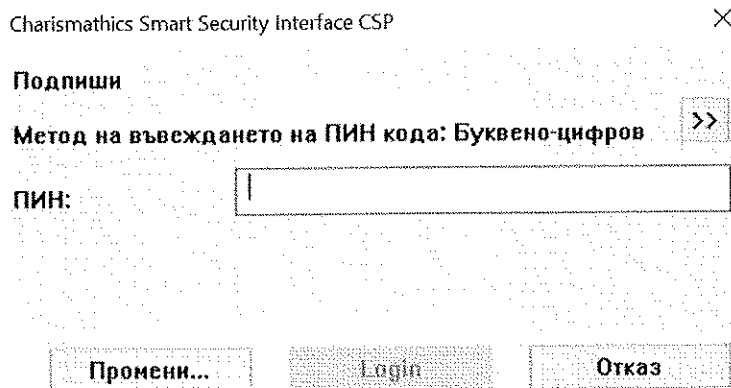 Charismathics Smart Security Interface CSP
Подпиши
Метод на въвеждането на ПИН кода: Буквено-цифров >>
ПИН:
Промени... Login Отказ